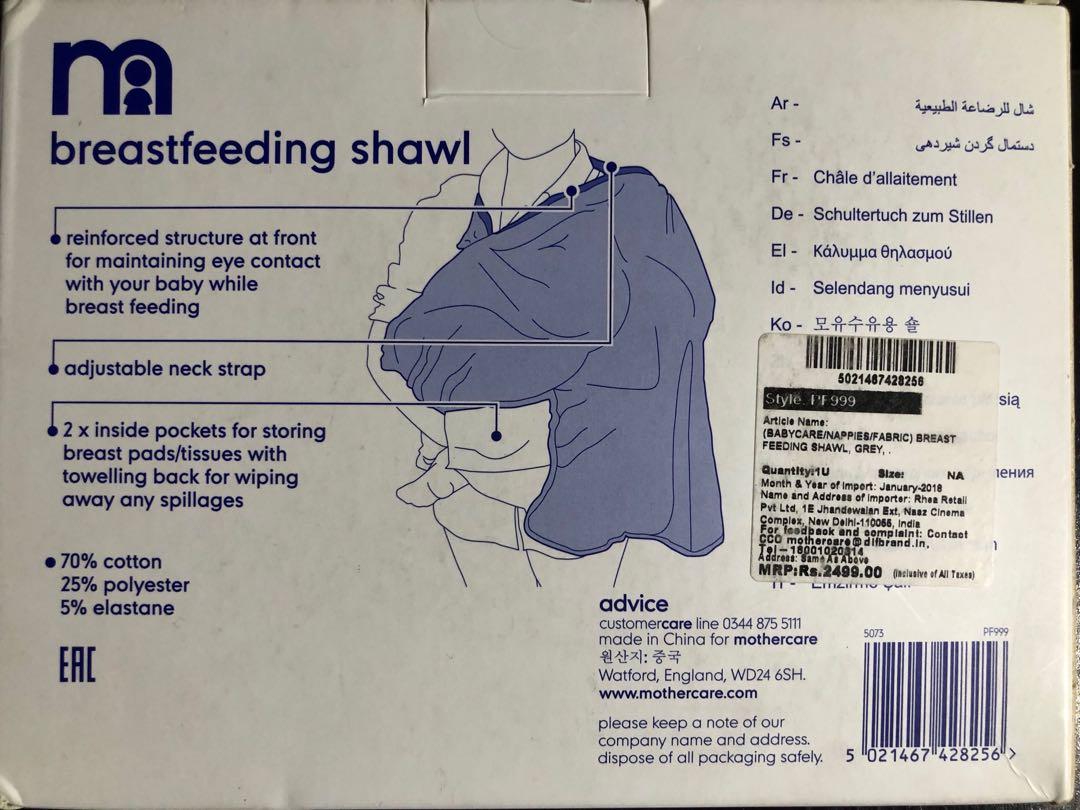 m
breastfeeding shawl
reinforced structure at front
for maintaining eye contact
with your baby while
breast feeding
adjustable neck strap
2 x inside pockets for storing
breast pads/tissues with
towelling back for wiping
away any spillages
70% cotton
25% polyester
5% elastane
EAC
Ar - شال للرضاعة الطبيعية
Fs - دستمال گردن شیردهی
Fr - Châle d'allaitement
De - Schultertuch zum Stillen
El - Κάλυμμα θηλασμού
Id - Selendang menyusui
Ko - 모유수유용 숄
5021467428256
Style. PF999
Article Name:
(BABYCARE/NAPPIES/FABRIC) BREAST
FEEDING SHAWL, GREY, .
Quantity:1U Size: NA
Month & Year of Import: January-2018
Name and Address of Importer: Rhea Retail
Pvt Ltd, 1E Jhandewalan Ext, Naaz Cinema
Complex, New Delhi-110055, India
For feedback and complaint: Contact
CCO mothercare@dlfbrand.in,
Tel-18001020314
Address: Same As Above
MRP:Rs.2499.00 (Inclusive of All Taxes)
się
ения
advice
customercare line 0344 875 5111
made in China for mothercare
원산지: 중국
Watford, England, WD24 6SH.
www.mothercare.com
please keep a note of our
company name and address.
dispose of all packaging safely.
5073 PF999
5 021467 428256 >